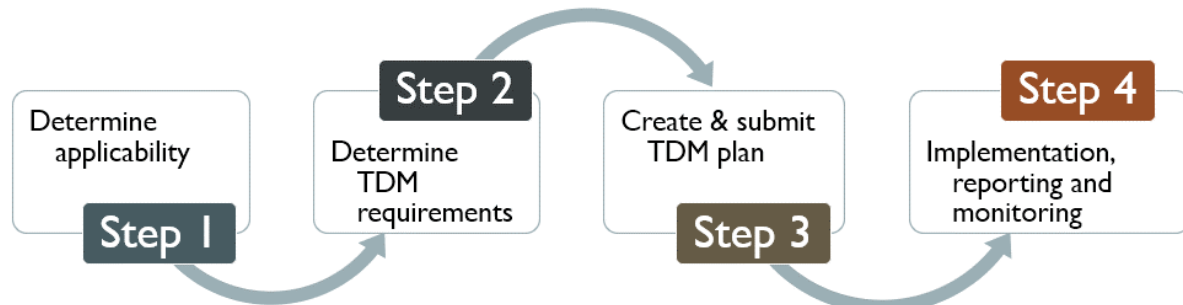 Determine
applicability
Step 1
Step 2
Determine
TDM
requirements
Create & submit
TDM plan
Step 3
Step 4
Implementation,
reporting and
monitoring